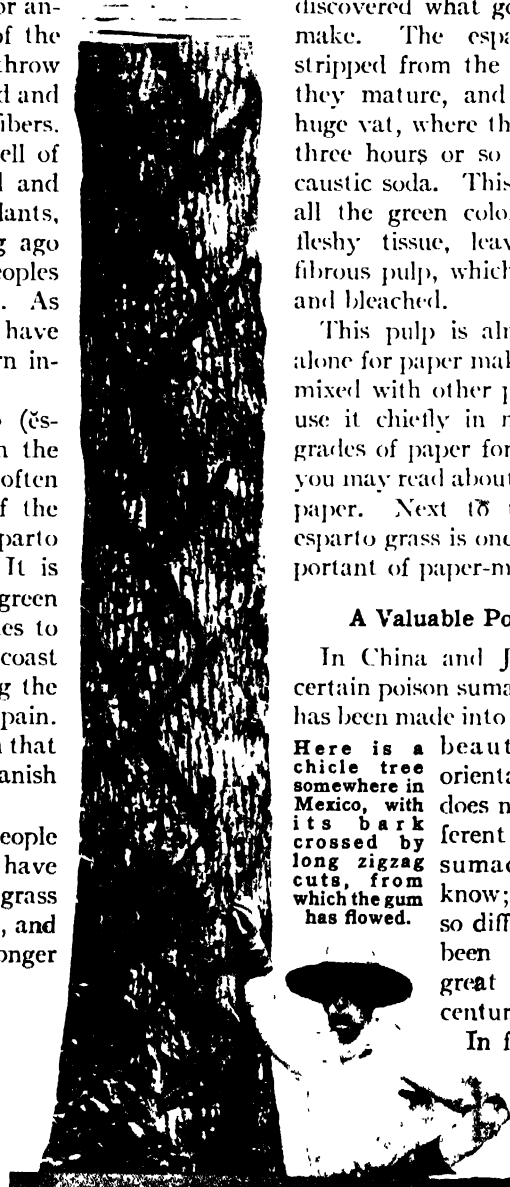 or an-
of the
throw
d and
fibers.
ell of
l and
lants,
g ago
eoples
. As
have
rn in-
(ĕs-
n the
often
f the
parto
It is
green
es to
coast
g the
pain.
that
anish
eople
have
grass
, and
onger
discovered what go
make. The espa
stripped from the
they mature, and
huge vat, where th
three hours or so
caustic soda. This
all the green colo
fleshy tissue, leav
fibrous pulp, which
and bleached.
This pulp is alm
alone for paper mak
mixed with other p
use it chiefly in m
grades of paper for
you may read about
paper. Next to
esparto grass is one
portant of paper-m
A Valuable Po
In China and J
certain poison suma
has been made into
Here is a
chicle tree
somewhere in
Mexico, with
its bark
crossed by
long zigzag
cuts, from
which the gum
has flowed.
beaut
orienta
does n
ferent
sumac
know;
so diff
been
great
centur
In f